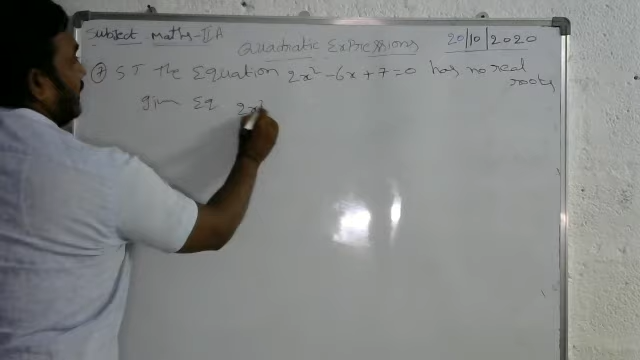 Subject Maths-IIA
Quadratic Expressions
20/10/2020
7 S T The Equation 2x² - 6x + 7 = 0 has no real
roots
given Eq 2x²